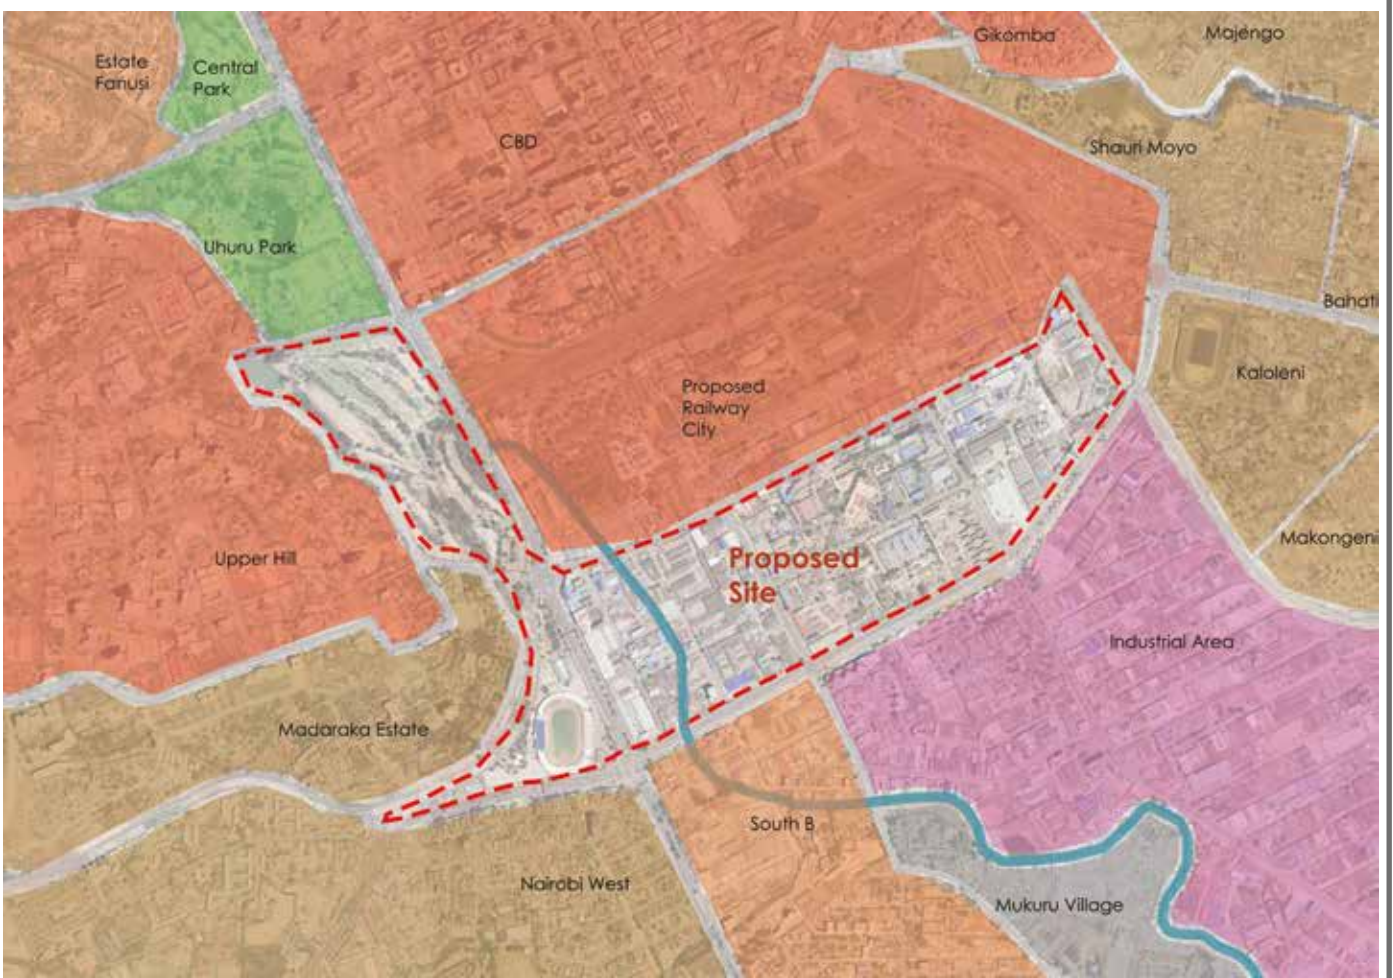 Gikomba
Majengo
Estate
Fanusi
Central
Park
CBD
Shauri Moyo
Uhuru Park
Bahati
Kaloleni
Proposed
Railway
City
Makongeni
Upper Hill
Proposed
Site
Industrial Area
Madaraka Estate
South B
Nairobi West
Mukuru Village